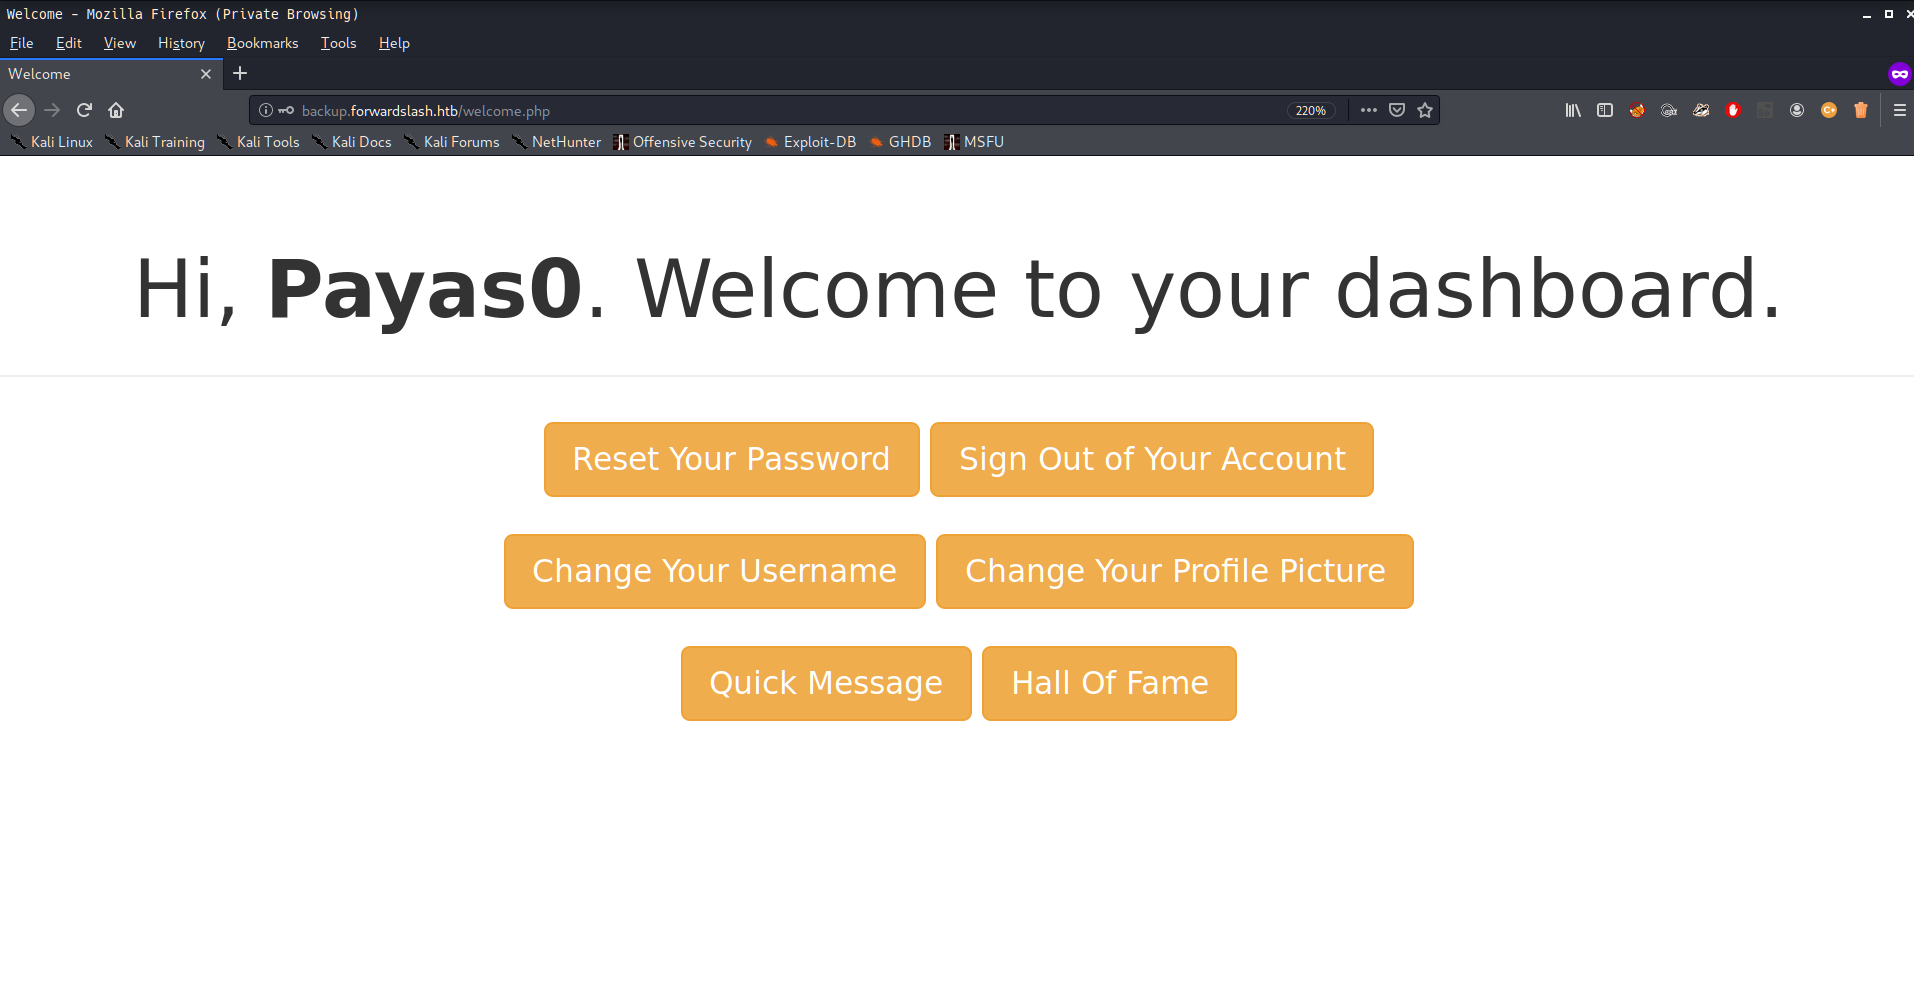 Welcome - Mozilla Firefox (Private Browsing)
File Edit View History Bookmarks Tools Help
Welcome
backup.forwardslash.htb/welcome.php 220%
Kali Linux Kali Training Kali Tools Kali Docs Kali Forums NetHunter Offensive Security Exploit-DB GHDB MSFU
Hi, Payas0. Welcome to your dashboard.
Reset Your Password Sign Out of Your Account
Change Your Username Change Your Profile Picture
Quick Message Hall Of Fame